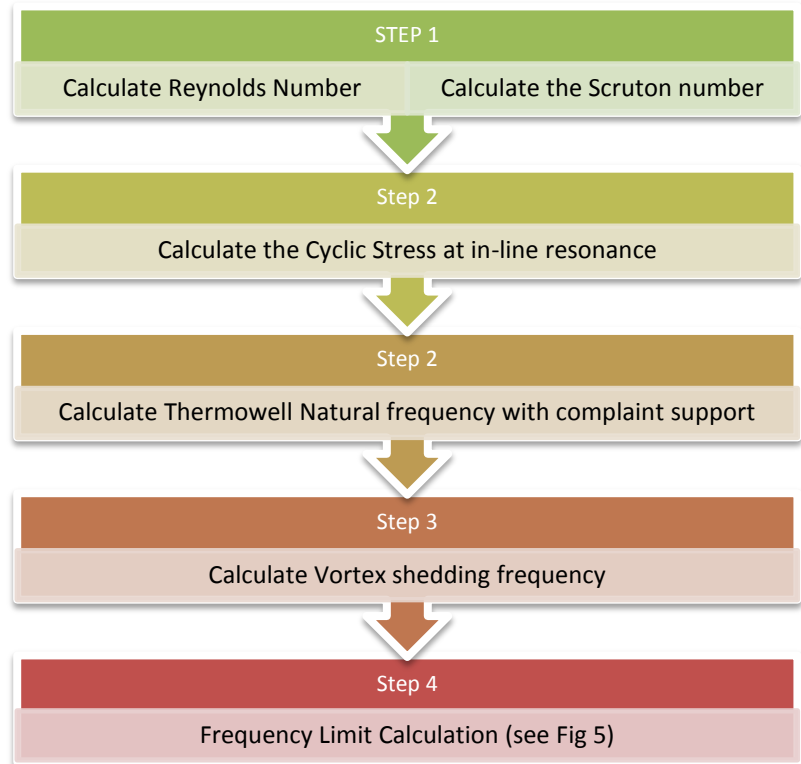 STEP 1
Calculate Reynolds Number
Calculate the Scruton number
Step 2
Calculate the Cyclic Stress at in-line resonance
Step 2
Calculate Thermowell Natural frequency with complaint support
Step 3
Calculate Vortex shedding frequency
Step 4
Frequency Limit Calculation (see Fig 5)